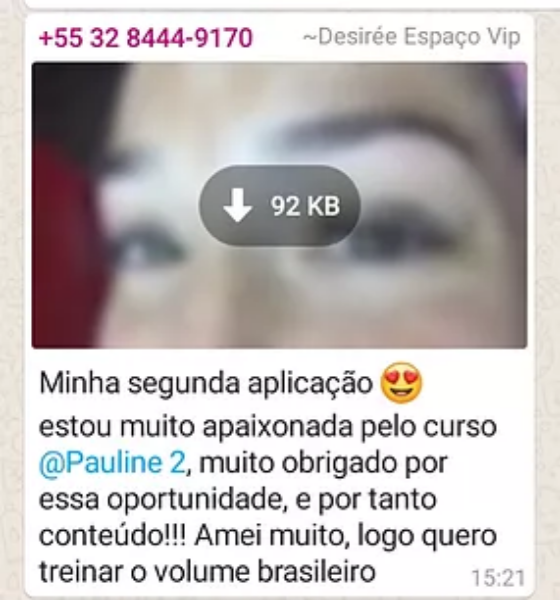 +55 32 8444-9170 ~Desirée Espaço Vip
92 KB
Minha segunda aplicação 😍
estou muito apaixonada pelo curso
@Pauline 2, muito obrigado por
essa oportunidade, e por tanto
conteúdo!!! Amei muito, logo quero
treinar o volume brasileiro
15:21